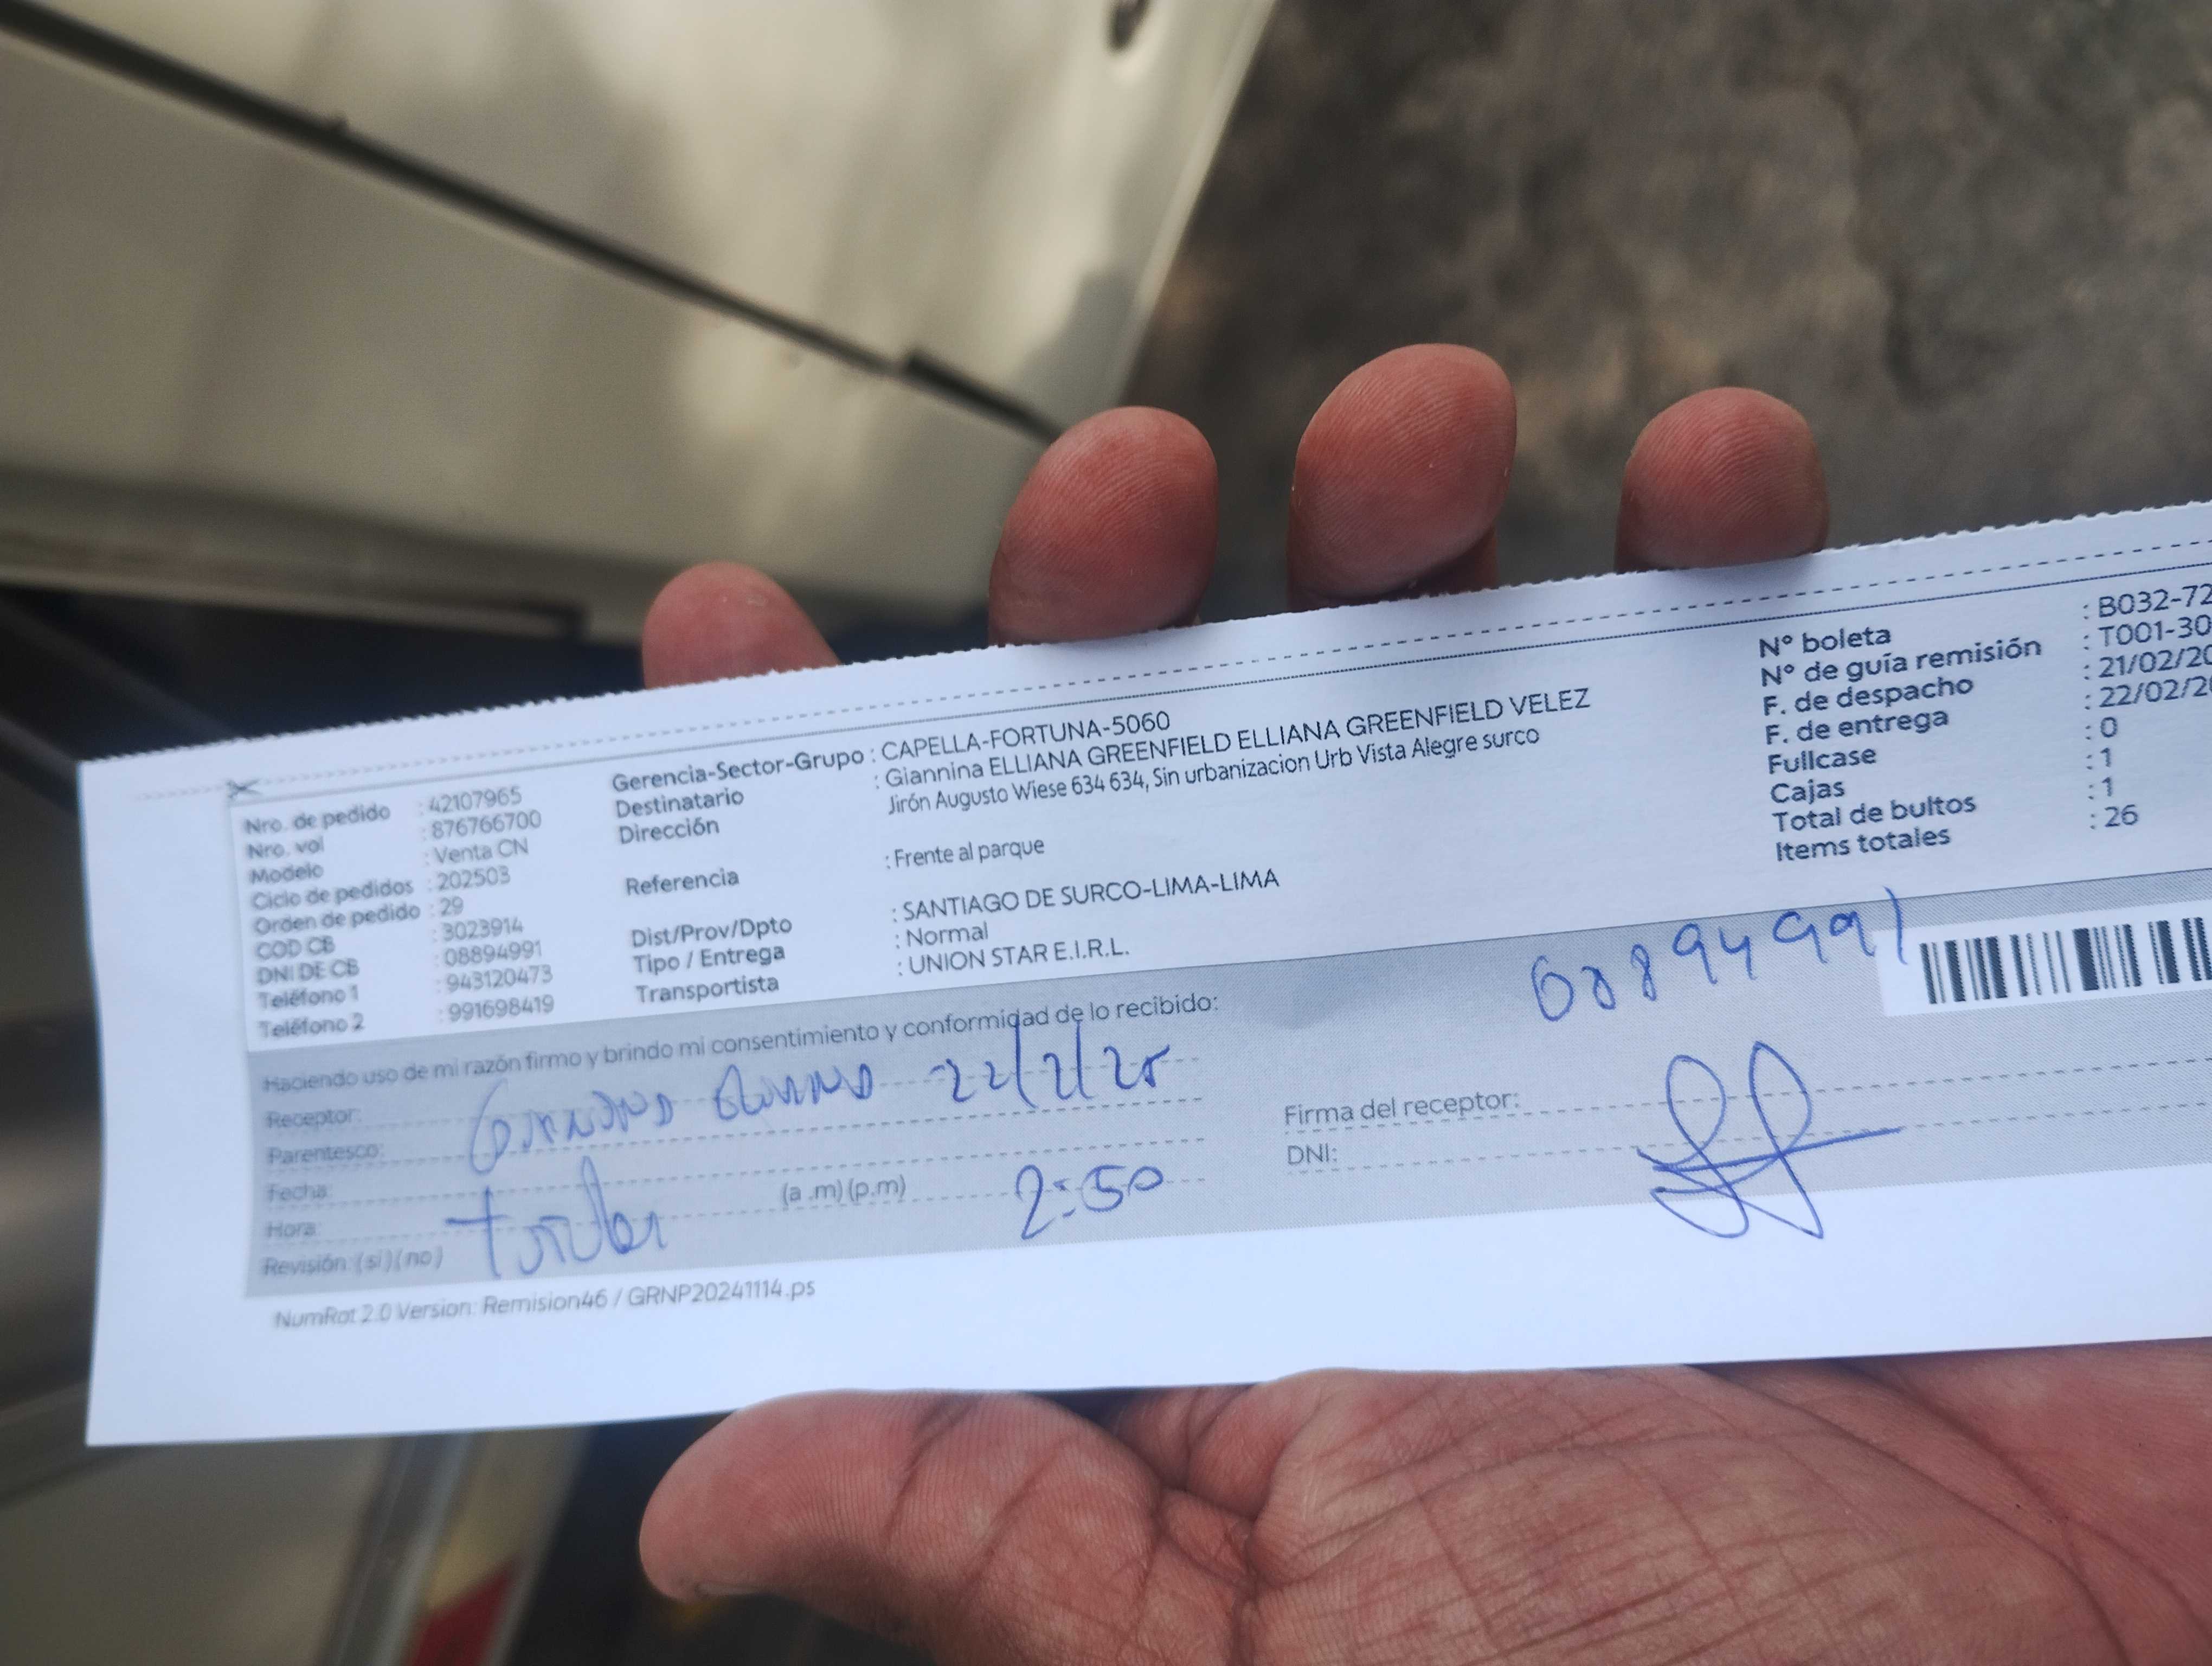 Nro. de pedido : 42107965
Nro. vol : 876766700
Modelo : Venta CN
Ciclo de pedidos : 202503
Orden de pedido : 29
COD CB : 3023914
DNI DE CB : 08894991
Teléfono 1 : 943120473
Teléfono 2 : 991698419
Gerencia-Sector-Grupo : CAPELLA-FORTUNA-5060
Destinatario : Giannina ELLIANA GREENFIELD ELLIANA GREENFIELD VELEZ
Dirección Jirón Augusto Wiese 634 634, Sin urbanizacion Urb Vista Alegre surco
Referencia : Frente al parque
Dist/Prov/Dpto : SANTIAGO DE SURCO-LIMA-LIMA
Tipo / Entrega : Normal
Transportista : UNION STAR E.I.R.L.
N° boleta : B032-72
N° de guía remisión : T001-30
F. de despacho : 21/02/20
F. de entrega : 22/02/20
Fullcase : 0
Cajas : 1
Total de bultos : 1
Items totales : 26
Haciendo uso de mi razón firmo y brindo mi consentimiento y conformidad de lo recibido:
08894991
Receptor: 22/2/25
Parentesco:
Fecha:
Hora: (a .m) (p.m) 2:50
Revisión: (si) (no)
Firma del receptor:
DNI:
NumRot 2.0 Version: Remision46 / GRNP20241114.ps